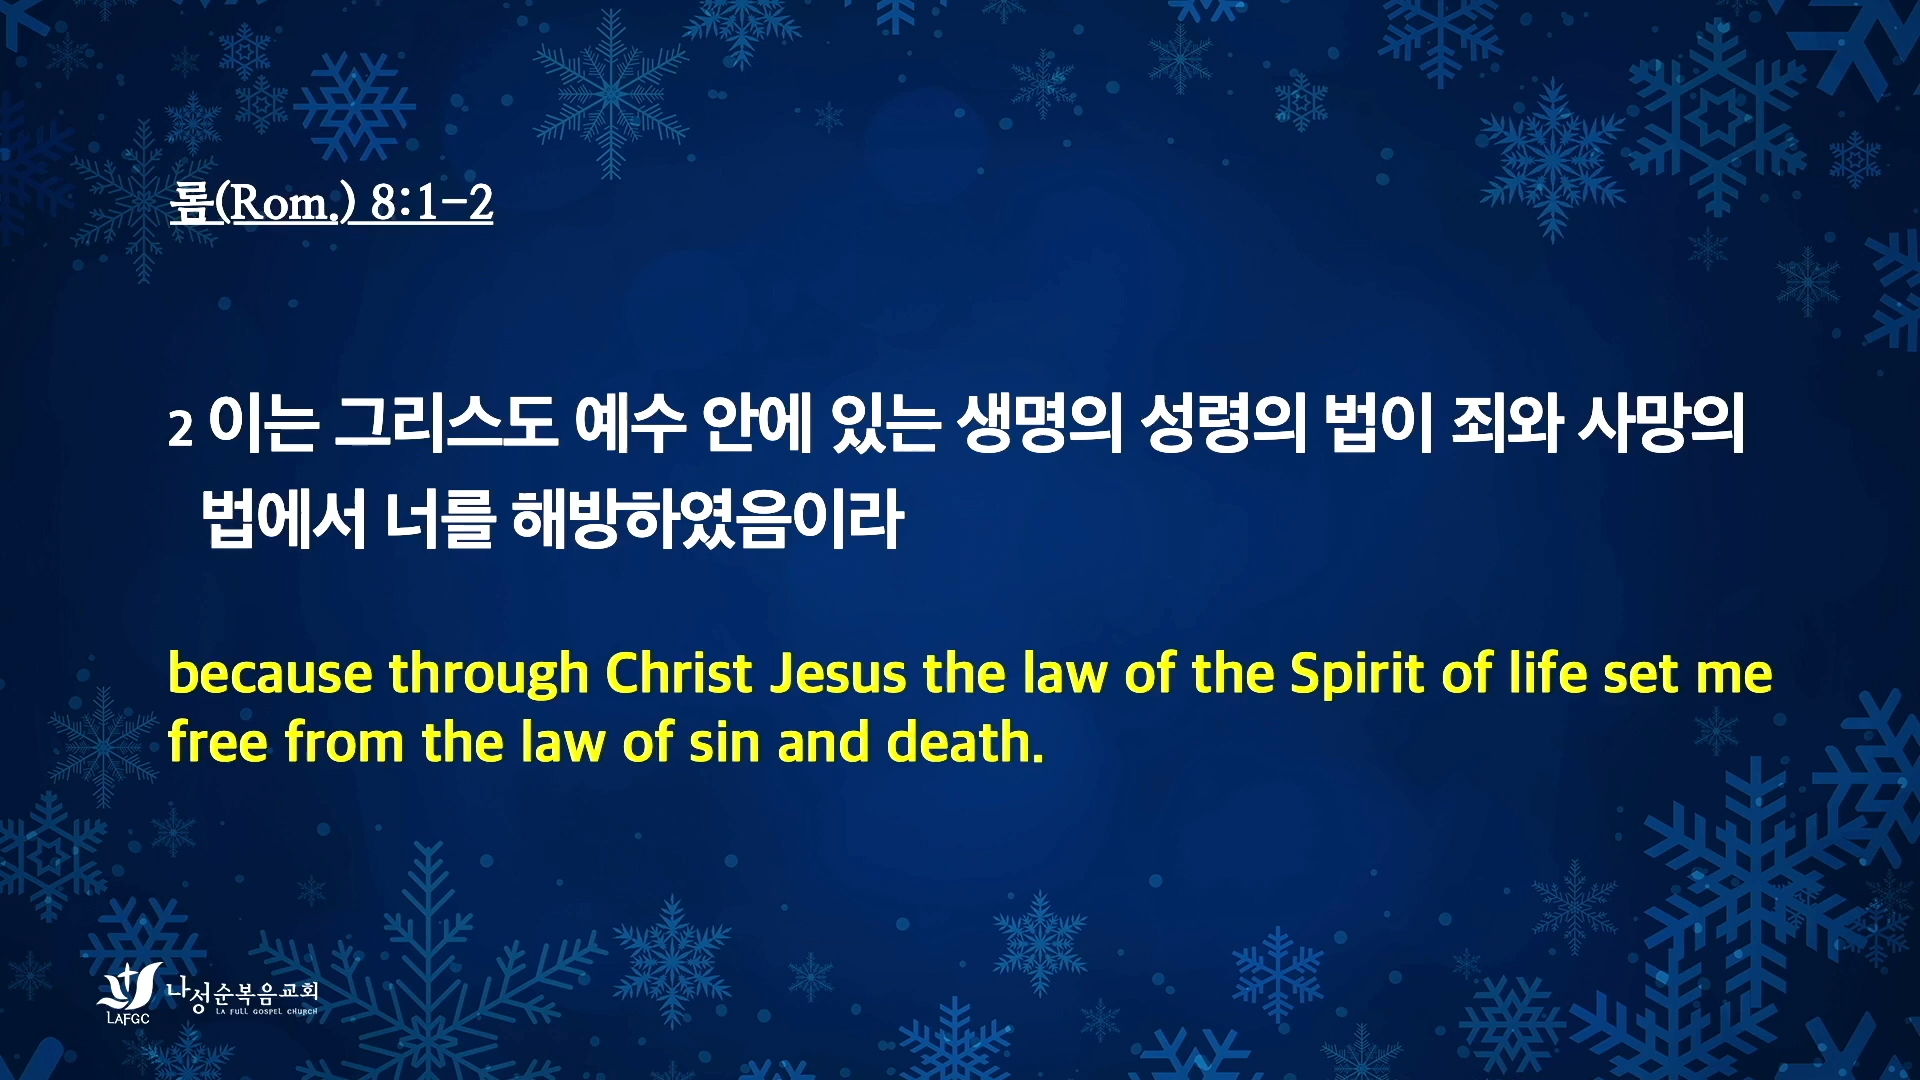 롬(Rom.) 8:1-2
2 이는 그리스도 예수 안에 있는 생명의 성령의 법이 죄와 사망의
법에서 너를 해방하였음이라
because through Christ Jesus the law of the Spirit of life set me
free from the law of sin and death.
나성순복음교회
LA FULL GOSPEL CHURCH
LAFGC